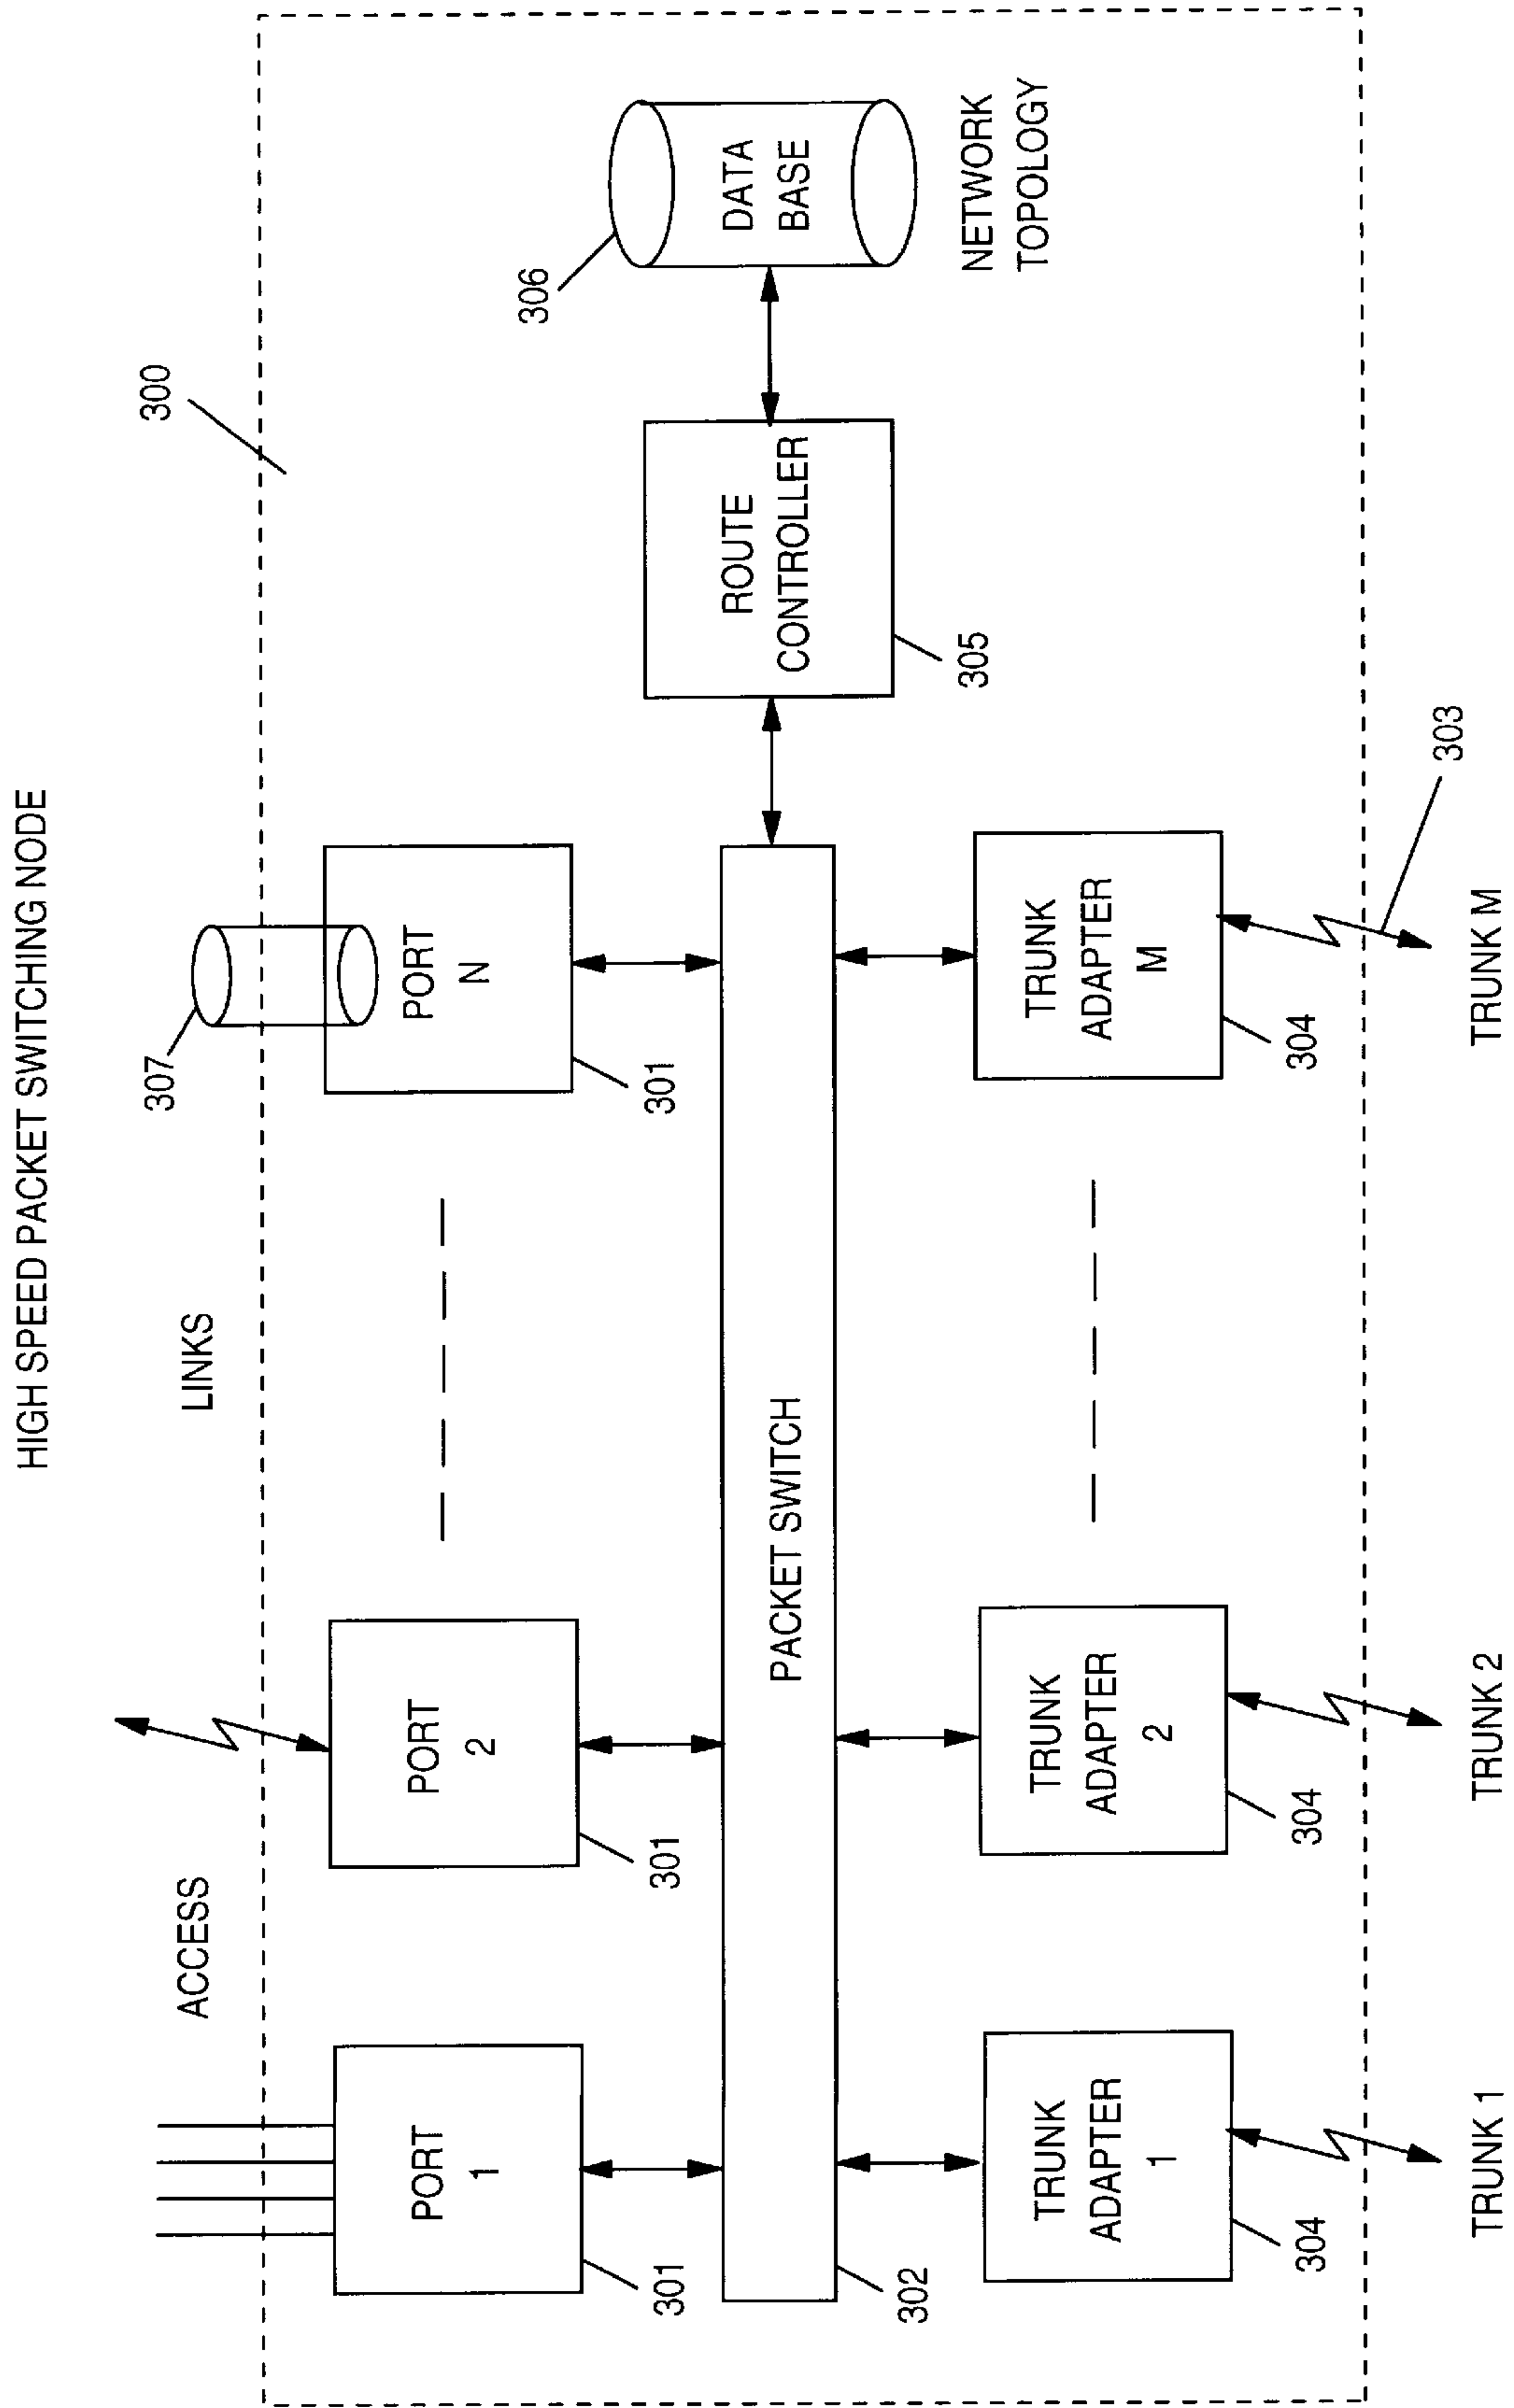 HIGH SPEED PACKET SWITCHING NODE
ACCESS
LINKS
307
300
PORT
1
PORT
2
PORT
N
301
301
301
306
PACKET SWITCH
302
ROUTE
CONTROLLER
305
DATA
BASE
NETWORK
TOPOLOGY
TRUNK
ADAPTER
1
TRUNK
ADAPTER
2
TRUNK
ADAPTER
M
304
304
304
303
TRUNK 1
TRUNK 2
TRUNK M